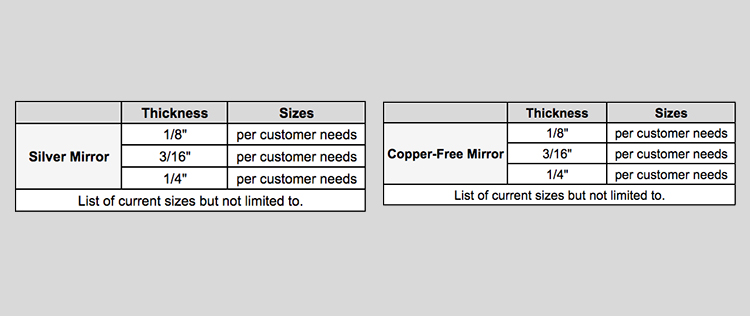 Thickness Sizes
Silver Mirror
1/8" per customer needs
3/16" per customer needs
1/4" per customer needs
List of current sizes but not limited to.
Thickness Sizes
Copper-Free Mirror
1/8" per customer needs
3/16" per customer needs
1/4" per customer needs
List of current sizes but not limited to.